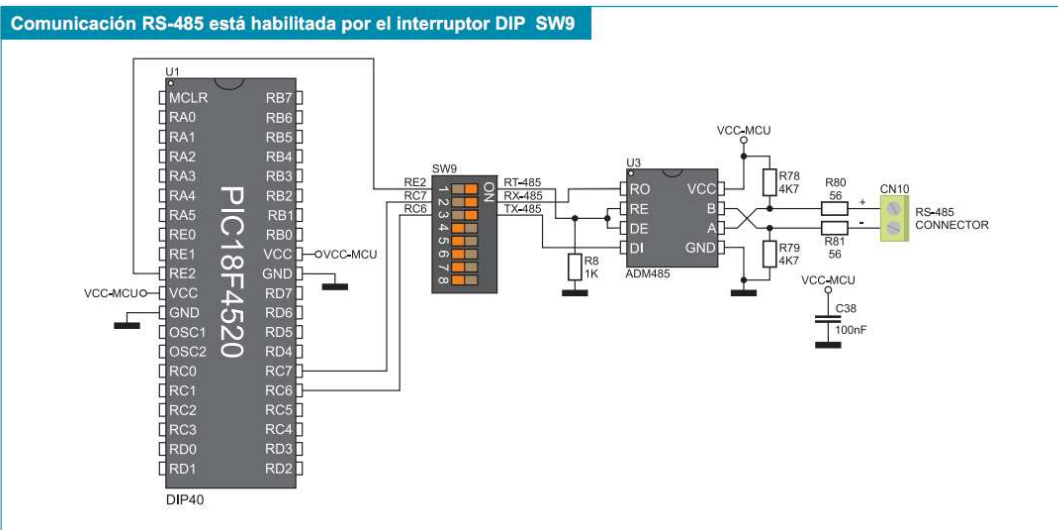 Comunicación RS-485 está habilitada por el interruptor DIP SW9
U1
MCLR RB7
RA0 RB6
RA1 RB5
RA2 RB4
RA3 RB3
RA4 RB2
RA5 RB1
RE0 RB0
RE1 VCC
RE2 GND
VCC RD7
GND RD6
OSC1 RD5
OSC2 RD4
RC0 RC7
RC1 RC6
RC2 RC5
RC3 RC4
RD0 RD3
RD1 RD2
PIC18F4520
DIP40
VCC-MCU
VCC-MCU
SW9
RE2
RC7
RC6
1
2
3
4
5
6
7
8
ON
RT-485
RX-485
TX-485
R8
1K
U3
RO VCC
RE B
DE A
DI GND
ADM485
VCC-MCU
R78
4K7
R79
4K7
R80
56
R81
56
+
-
CN10
RS-485
CONNECTOR
VCC-MCU
C38
100nF